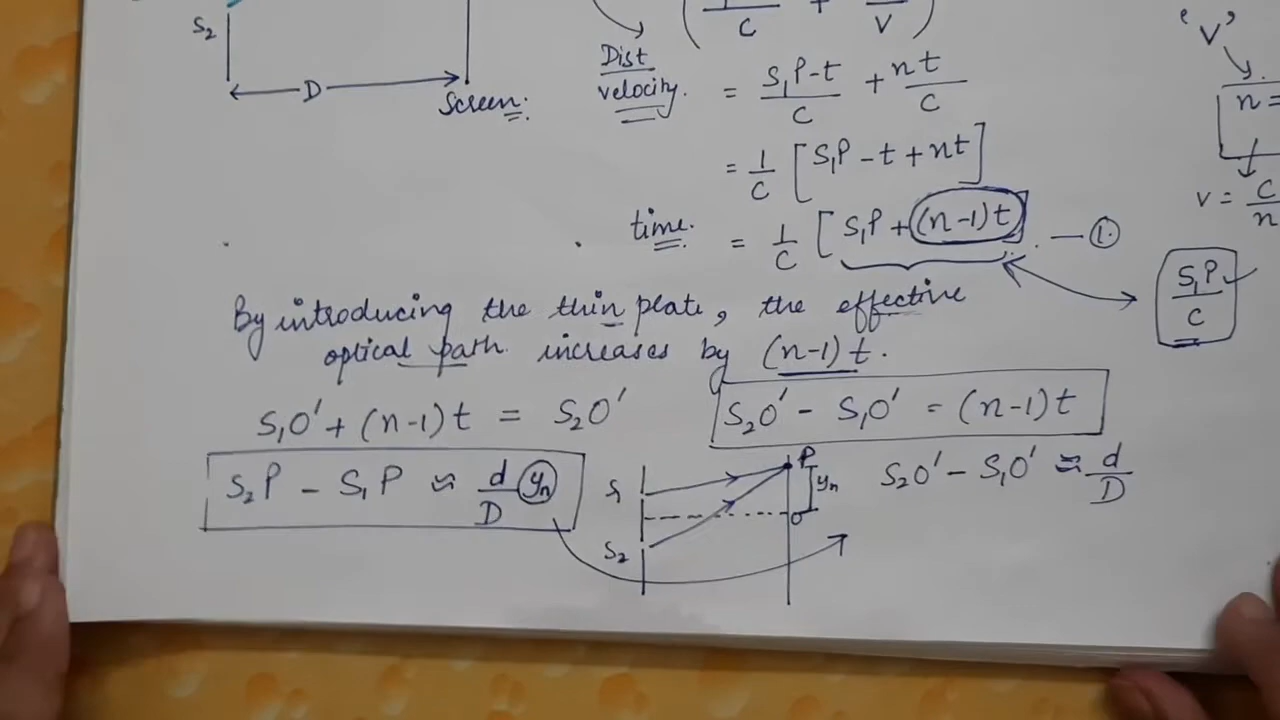 S₂
D
Screen.
C + V
Dist
velocity.
= S₁P-t/C + nt/C
= 1/C [S₁P - t + nt]
time. = 1/C [S₁P + (n-1)t]. — ①
'V'
n =
v = C/n
S₁P/C
By introducing the thin plate, the effective
optical path increases by (n-1) t.
S₁O' + (n-1) t = S₂O'
S₂O' - S₁O' = (n-1) t
S₂P - S₁P ≈ d/D yₙ
S₁
S₂
P
yₙ
O
S₂O' - S₁O' ≈ d/D